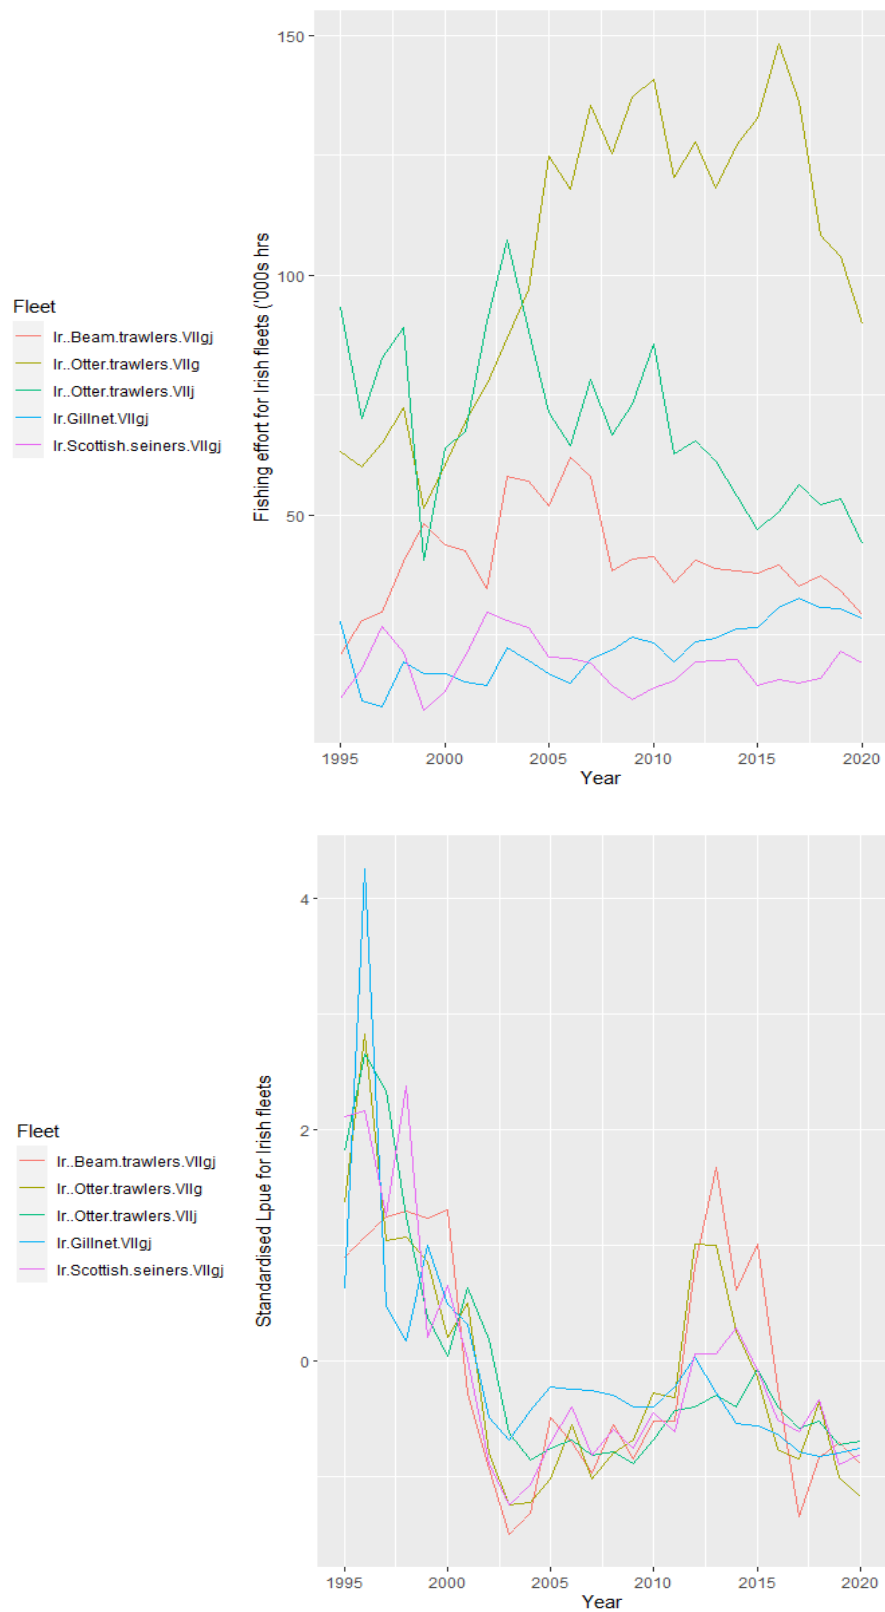 150
100
50
Fishing effort for Irish fleets ('000s hrs
Fleet
Ir..Beam.trawlers.VIIgj
Ir..Otter.trawlers.VIIg
Ir..Otter.trawlers.VIIj
Ir.Gillnet.VIIgj
Ir.Scottish.seiners.VIIgj
1995 2000 2005 2010 2015 2020
Year
4
2
0
Standardised Lpue for Irish fleets
Fleet
Ir..Beam.trawlers.VIIgj
Ir..Otter.trawlers.VIIg
Ir..Otter.trawlers.VIIj
Ir.Gillnet.VIIgj
Ir.Scottish.seiners.VIIgj
1995 2000 2005 2010 2015 2020
Year